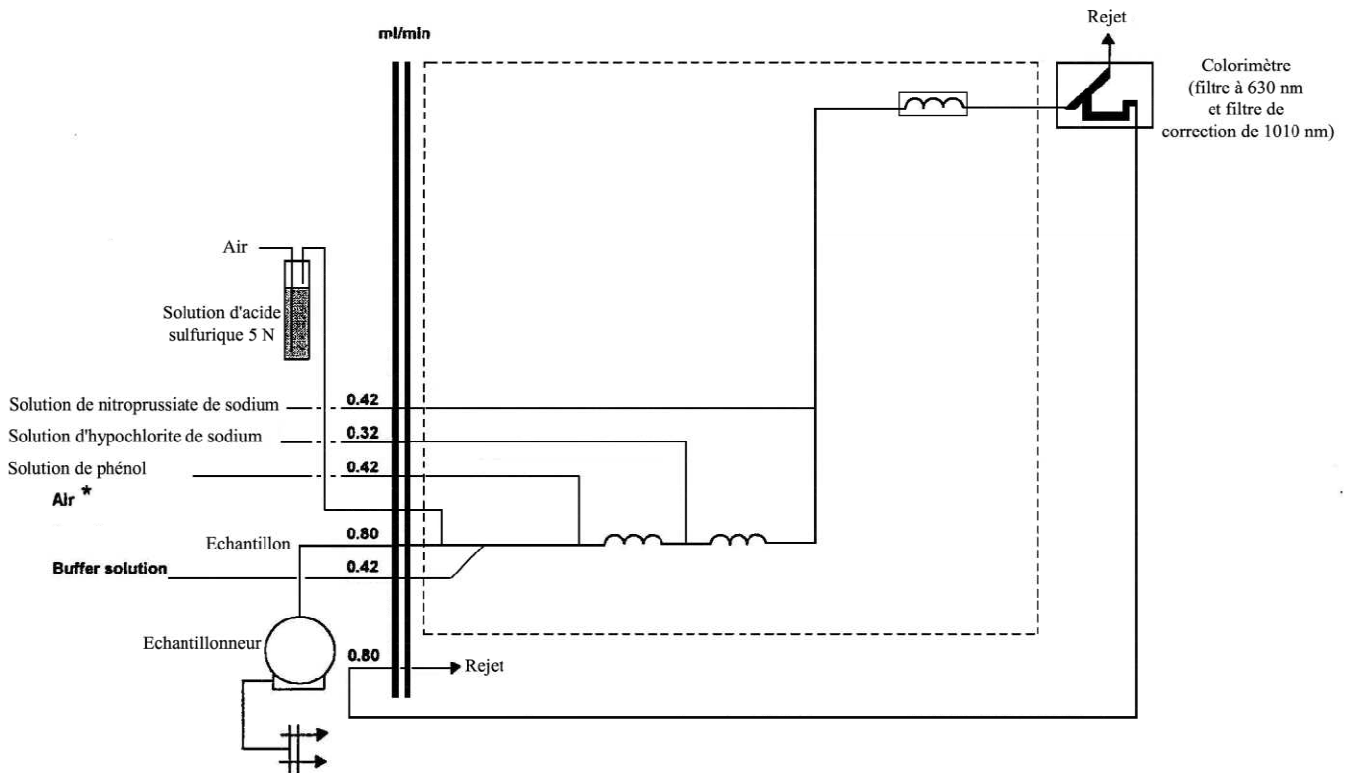 Rejet
ml/min
Colorimètre
(filtre à 630 nm
et filtre de
correction de 1010 nm)
Air
Solution d'acide
sulfurique 5 N
Solution de nitroprussiate de sodium 0.42
Solution d'hypochlorite de sodium 0.32
Solution de phénol 0.42
Air *
Echantillon 0.80
Buffer solution 0.42
Echantillonneur
0.80 Rejet